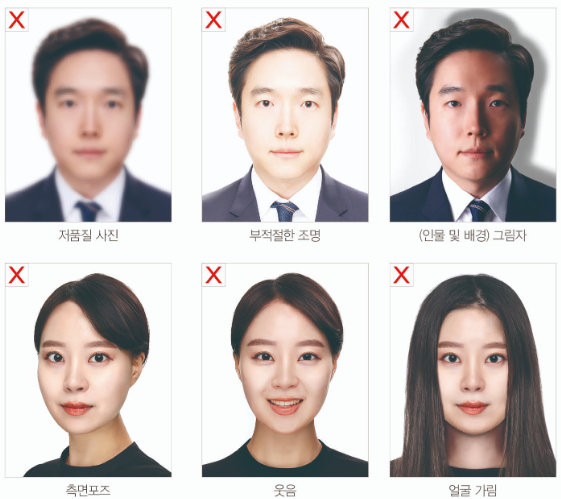 X
X
X
저품질 사진
부적절한 조명
(인물 및 배경) 그림자
X
X
X
측면포즈
웃음
얼굴 가림